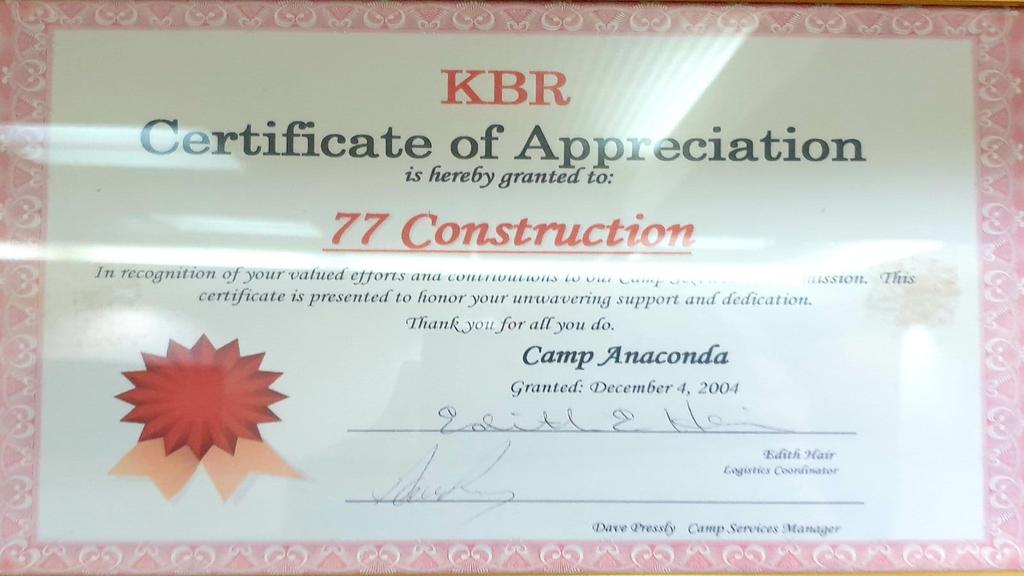 KBR
Certificate of Appreciation
is hereby granted to:
77 Construction
In recognition of your valued efforts and contributions to our Camp mission. This
certificate is presented to honor your unwavering support and dedication.
Thank you for all you do.
Camp Anaconda
Granted: December 4, 2004
Edith E Hair
Edith Hair
Logistics Coordinator
Dave Pressly Camp Services Manager